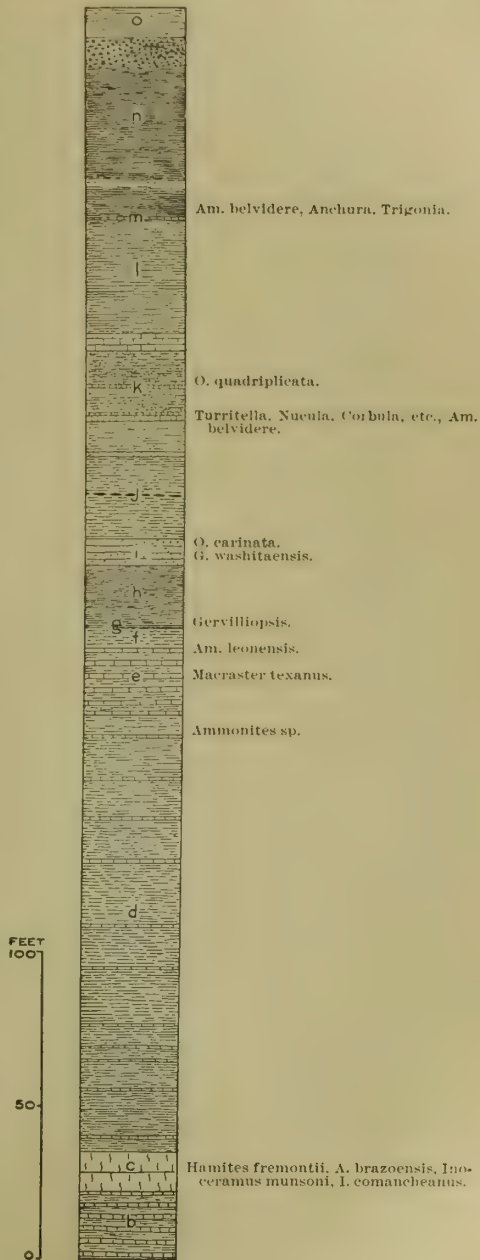 o
n
Am. belvidere, Anchura, Trigonia.
m
l
k
O. quadriplicata.
Turritella, Nucula, Corbula, etc., Am.
belvidere.
j
O. carinata.
i
G. washitaensis.
h
g
Gervilliopsis.
f
Am. leonensis.
e
Macraster texanus.
Ammonites sp.
d
FEET
100
50
c
Hamites fremontii, A. brazoensis, Ino-
ceramus munsoni, I. comancheanus.
b
0